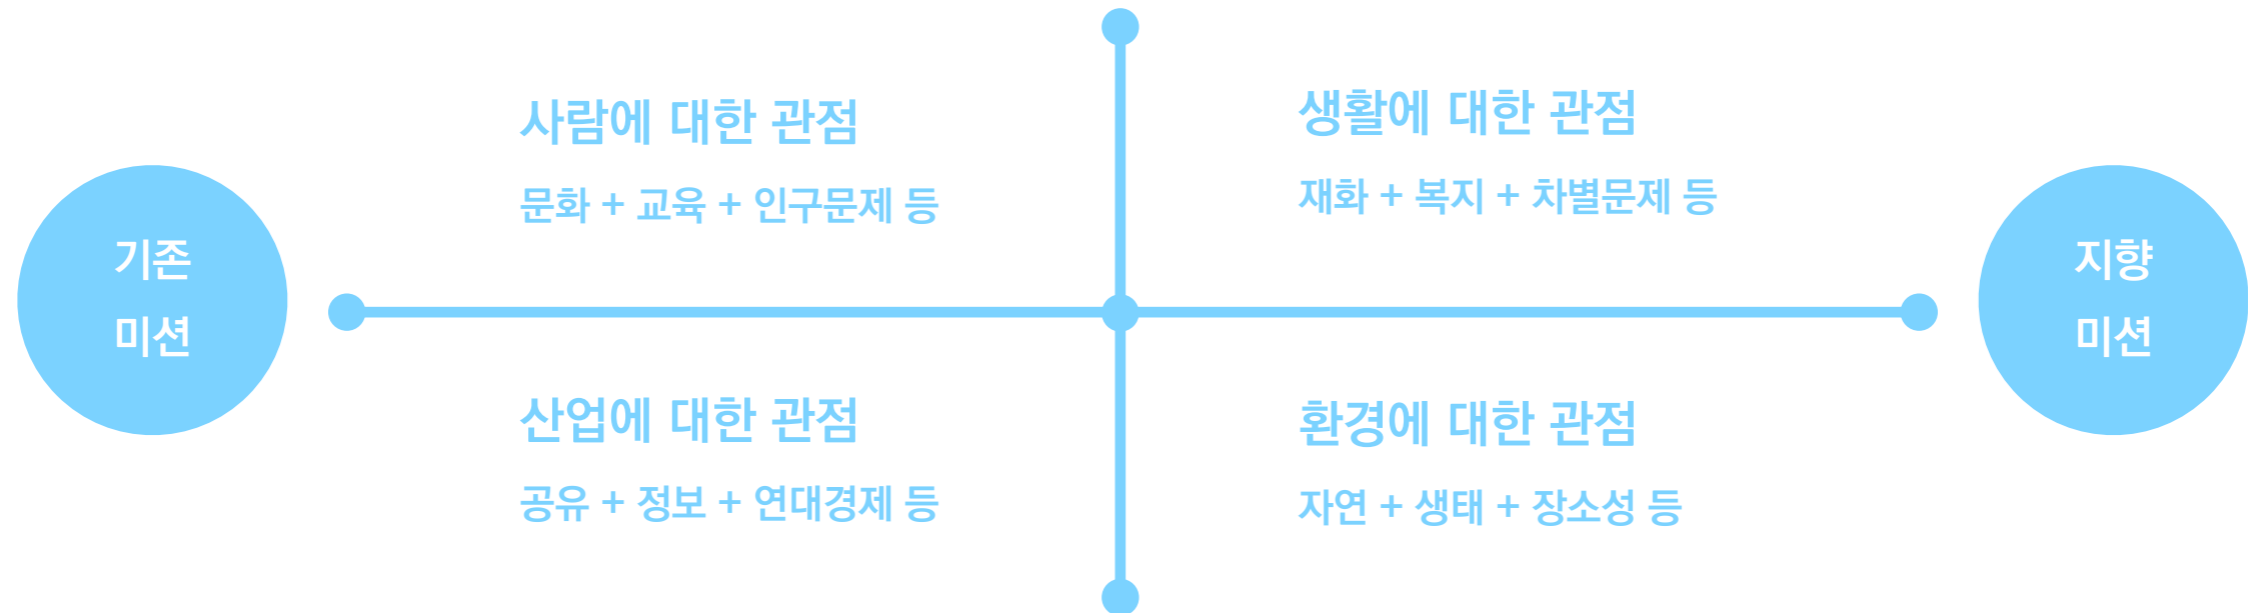 기존
미션
사람에 대한 관점
문화 + 교육 + 인구문제 등
생활에 대한 관점
재화 + 복지 + 차별문제 등
산업에 대한 관점
공유 + 정보 + 연대경제 등
환경에 대한 관점
자연 + 생태 + 장소성 등
지향
미션